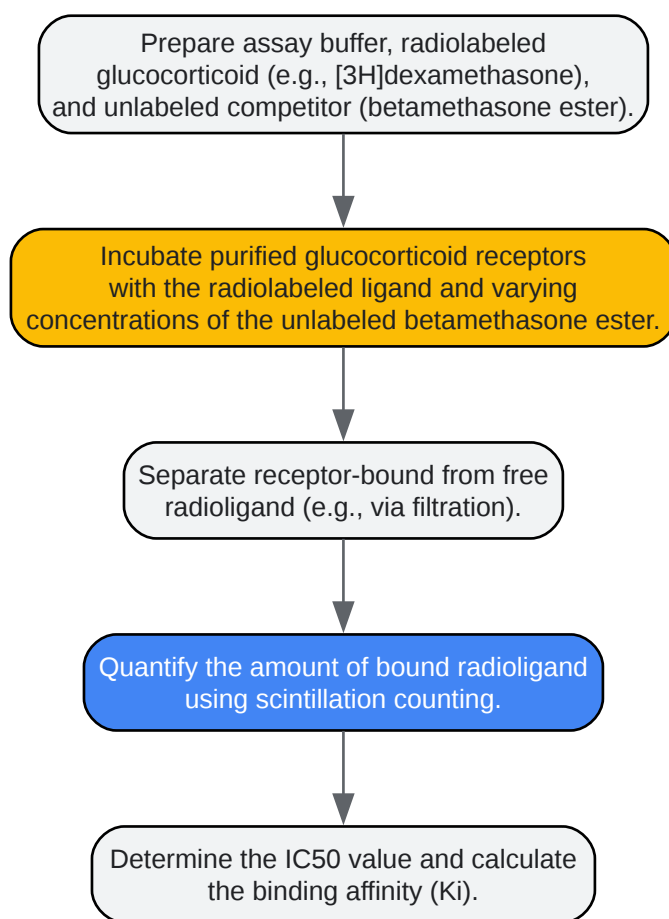 Prepare assay buffer, radiolabeled
glucocorticoid (e.g., [3H]dexamethasone),
and unlabeled competitor (betamethasone ester).
Incubate purified glucocorticoid receptors
with the radiolabeled ligand and varying
concentrations of the unlabeled betamethasone ester.
Separate receptor-bound from free
radioligand (e.g., via filtration).
Quantify the amount of bound radioligand
using scintillation counting.
Determine the IC50 value and calculate
the binding affinity (Ki).